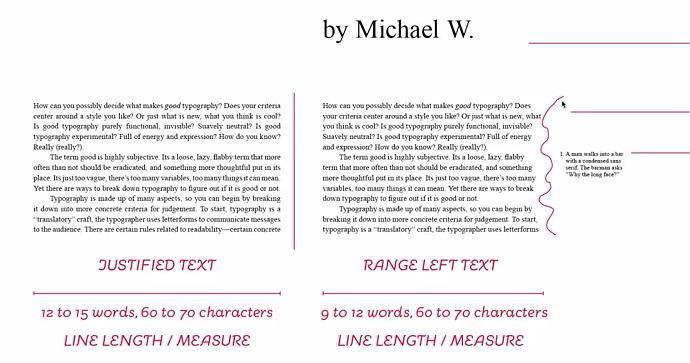 by Michael W.
How can you possibly decide what makes good typography? Does your criteria
center around a style you like? Or just what is new, what you think is cool?
Is good typography purely functional, invisible? Suavely neutral? Is good
typography experimental? Full of energy and expression? How do you know?
Really (really?).
The term good is highly subjective. Its a loose, lazy, flabby term that more
often than not should be eradicated, and something more thoughtful put in its
place. Its just too vague, there’s too many variables, too many things it can mean.
Yet there are ways to break down typography to figure out if it is good or not.
Typography is made up of many aspects, so you can begin by breaking
it down into more concrete criteria for judgement. To start, typography is a
“translatory” craft, the typographer uses letterforms to communicate messages
to the audience. There are certain rules related to readability—certain concrete
JUSTIFIED TEXT
12 to 15 words, 60 to 70 characters
LINE LENGTH / MEASURE
How can you possibly decide what makes good typography? Does
your criteria center around a style you like? Or just what is new, what
you think is cool? Is good typography purely functional, invisible?
Suavely neutral? Is good typography experimental? Full of energy
and expression? How do you know? Really (really?).
The term good is highly subjective. Its a loose, lazy, flabby
term that more often than not should be eradicated, and something
more thoughtful put in its place. Its just too vague, there’s too many
variables, too many things it can mean. Yet there are ways to break
down typography to figure out if it is good or not.
Typography is made up of many aspects, so you can begin by
breaking it down into more concrete criteria for judgement. To start,
typography is a “translatory” craft, the typographer uses letterforms
RANGE LEFT TEXT
9 to 12 words, 60 to 70 characters
LINE LENGTH / MEASURE
1. A man walks into a bar
with a condensed sans
serif. The barman asks
“Why the long face?”